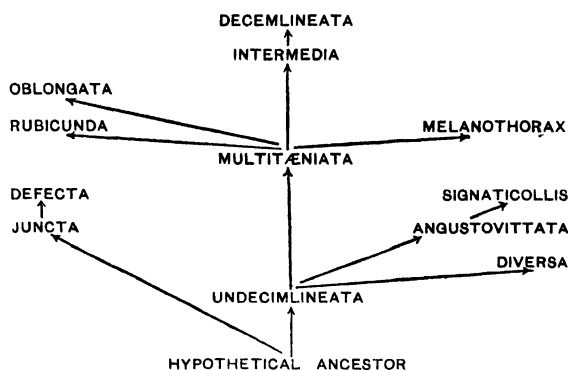 DECEMLINEATA
INTERMEDIA
OBLONGATA
RUBICUNDA
MELANOTHORAX
MULTITÆNIATA
DEFECTA
SIGNATICOLLIS
JUNCTA
ANGUSTOVITTATA
DIVERSA
UNDECIMLINEATA
HYPOTHETICAL ANCESTOR